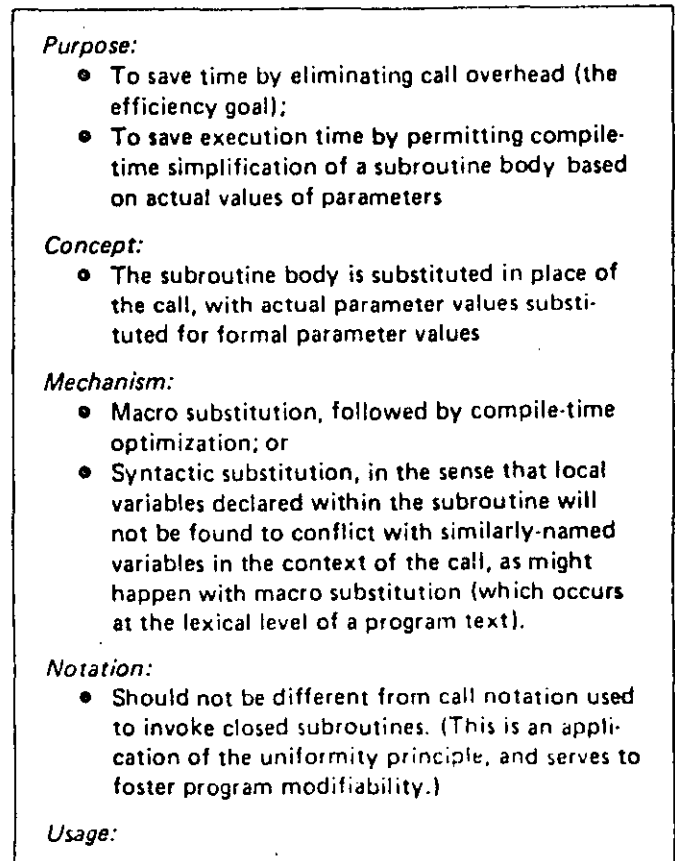 Purpose:
• To save time by eliminating call overhead (the
efficiency goal);
• To save execution time by permitting compile-
time simplification of a subroutine body based
on actual values of parameters
Concept:
• The subroutine body is substituted in place of
the call, with actual parameter values substi-
tuted for formal parameter values
Mechanism:
• Macro substitution, followed by compile-time
optimization; or
• Syntactic substitution, in the sense that local
variables declared within the subroutine will
not be found to conflict with similarly-named
variables in the context of the call, as might
happen with macro substitution (which occurs
at the lexical level of a program text).
Notation:
• Should not be different from call notation used
to invoke closed subroutines. (This is an appli-
cation of the uniformity principle, and serves to
foster program modifiability.)
Usage: